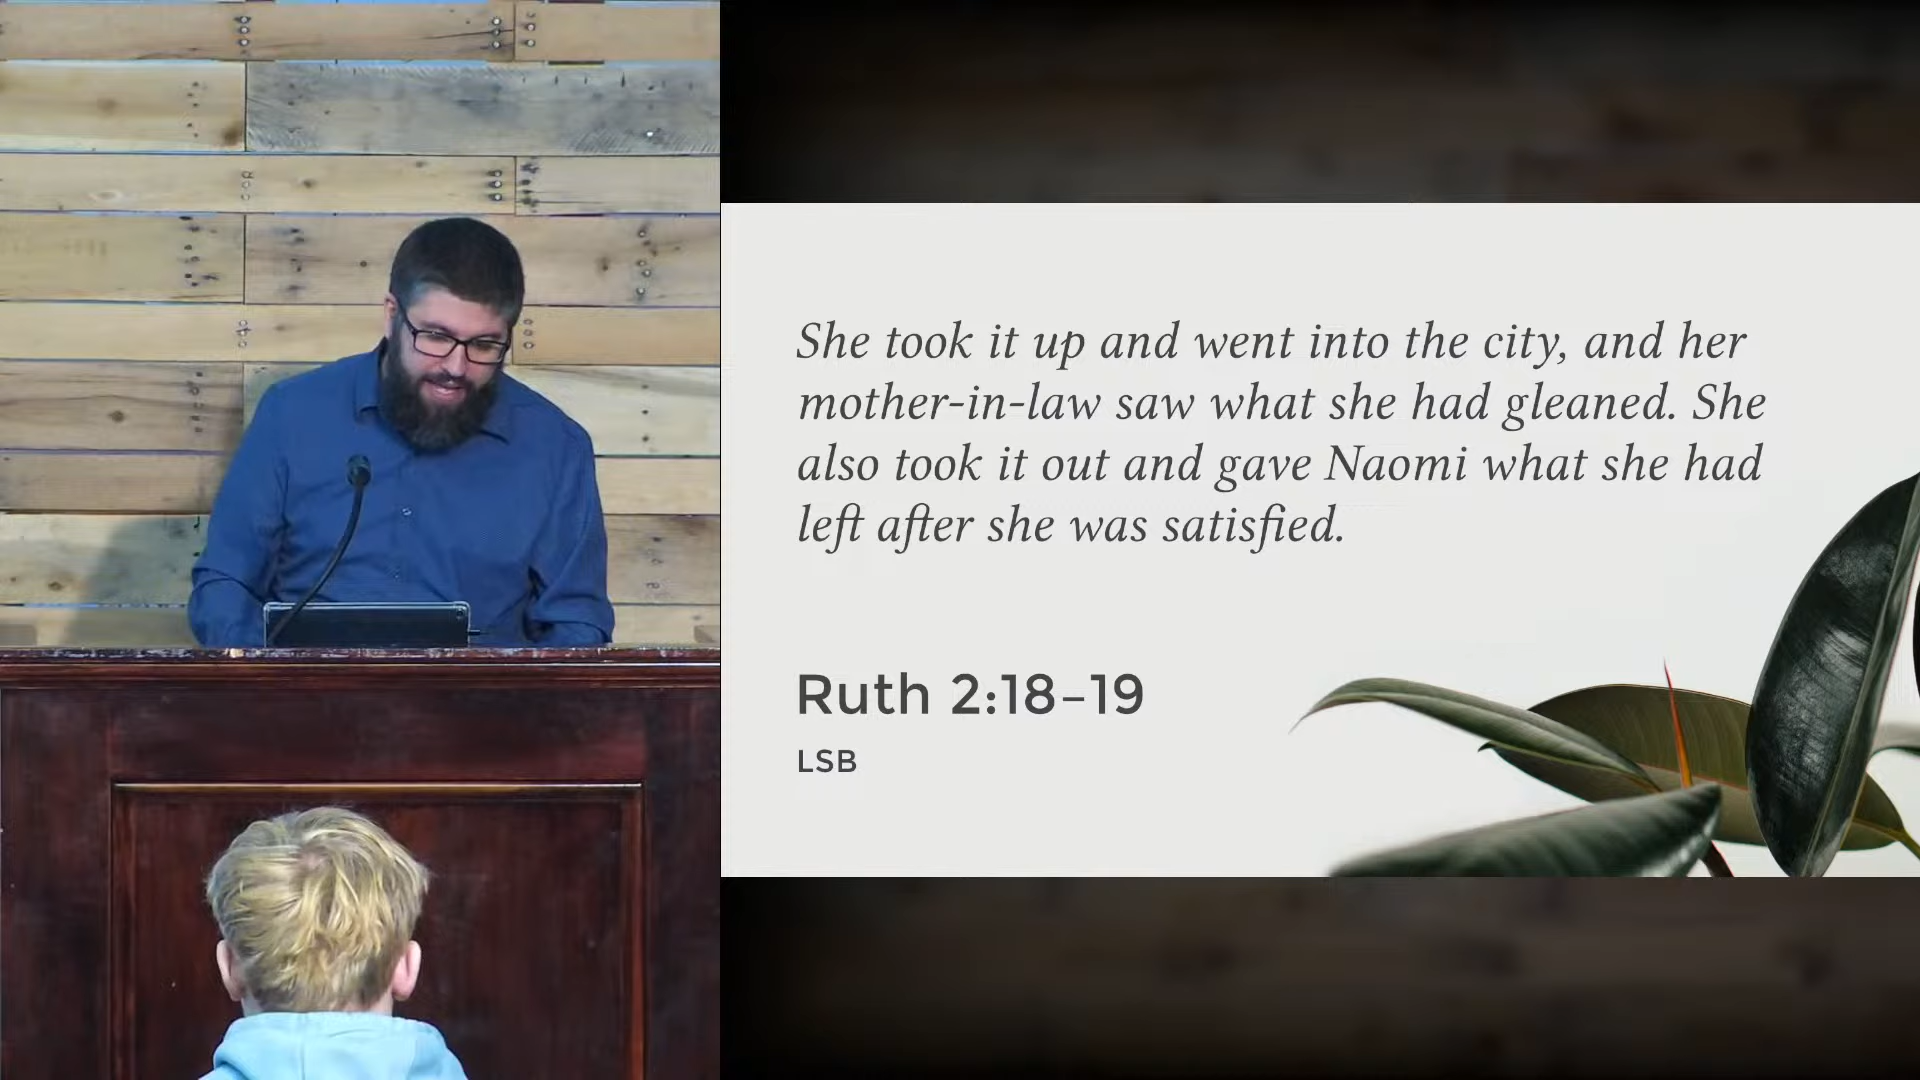 She took it up and went into the city, and her
mother-in-law saw what she had gleaned. She
also took it out and gave Naomi what she had
left after she was satisfied.
Ruth 2:18–19
LSB